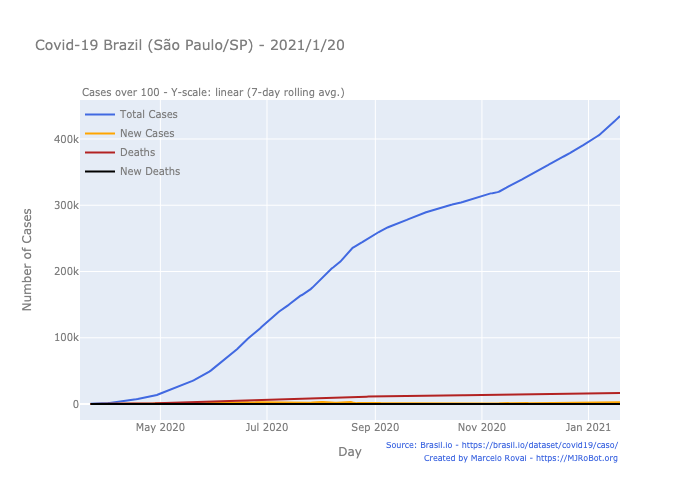 Covid-19 Brazil (São Paulo/SP) - 2021/1/20
Cases over 100 - Y-scale: linear (7-day rolling avg.)
Total Cases
New Cases
Deaths
New Deaths
400k
300k
200k
100k
0
Number of Cases
May 2020
Jul 2020
Sep 2020
Nov 2020
Jan 2021
Day
Source: Brasil.io - https://brasil.io/dataset/covid19/caso/
Created by Marcelo Rovai - https://MJRoBot.org